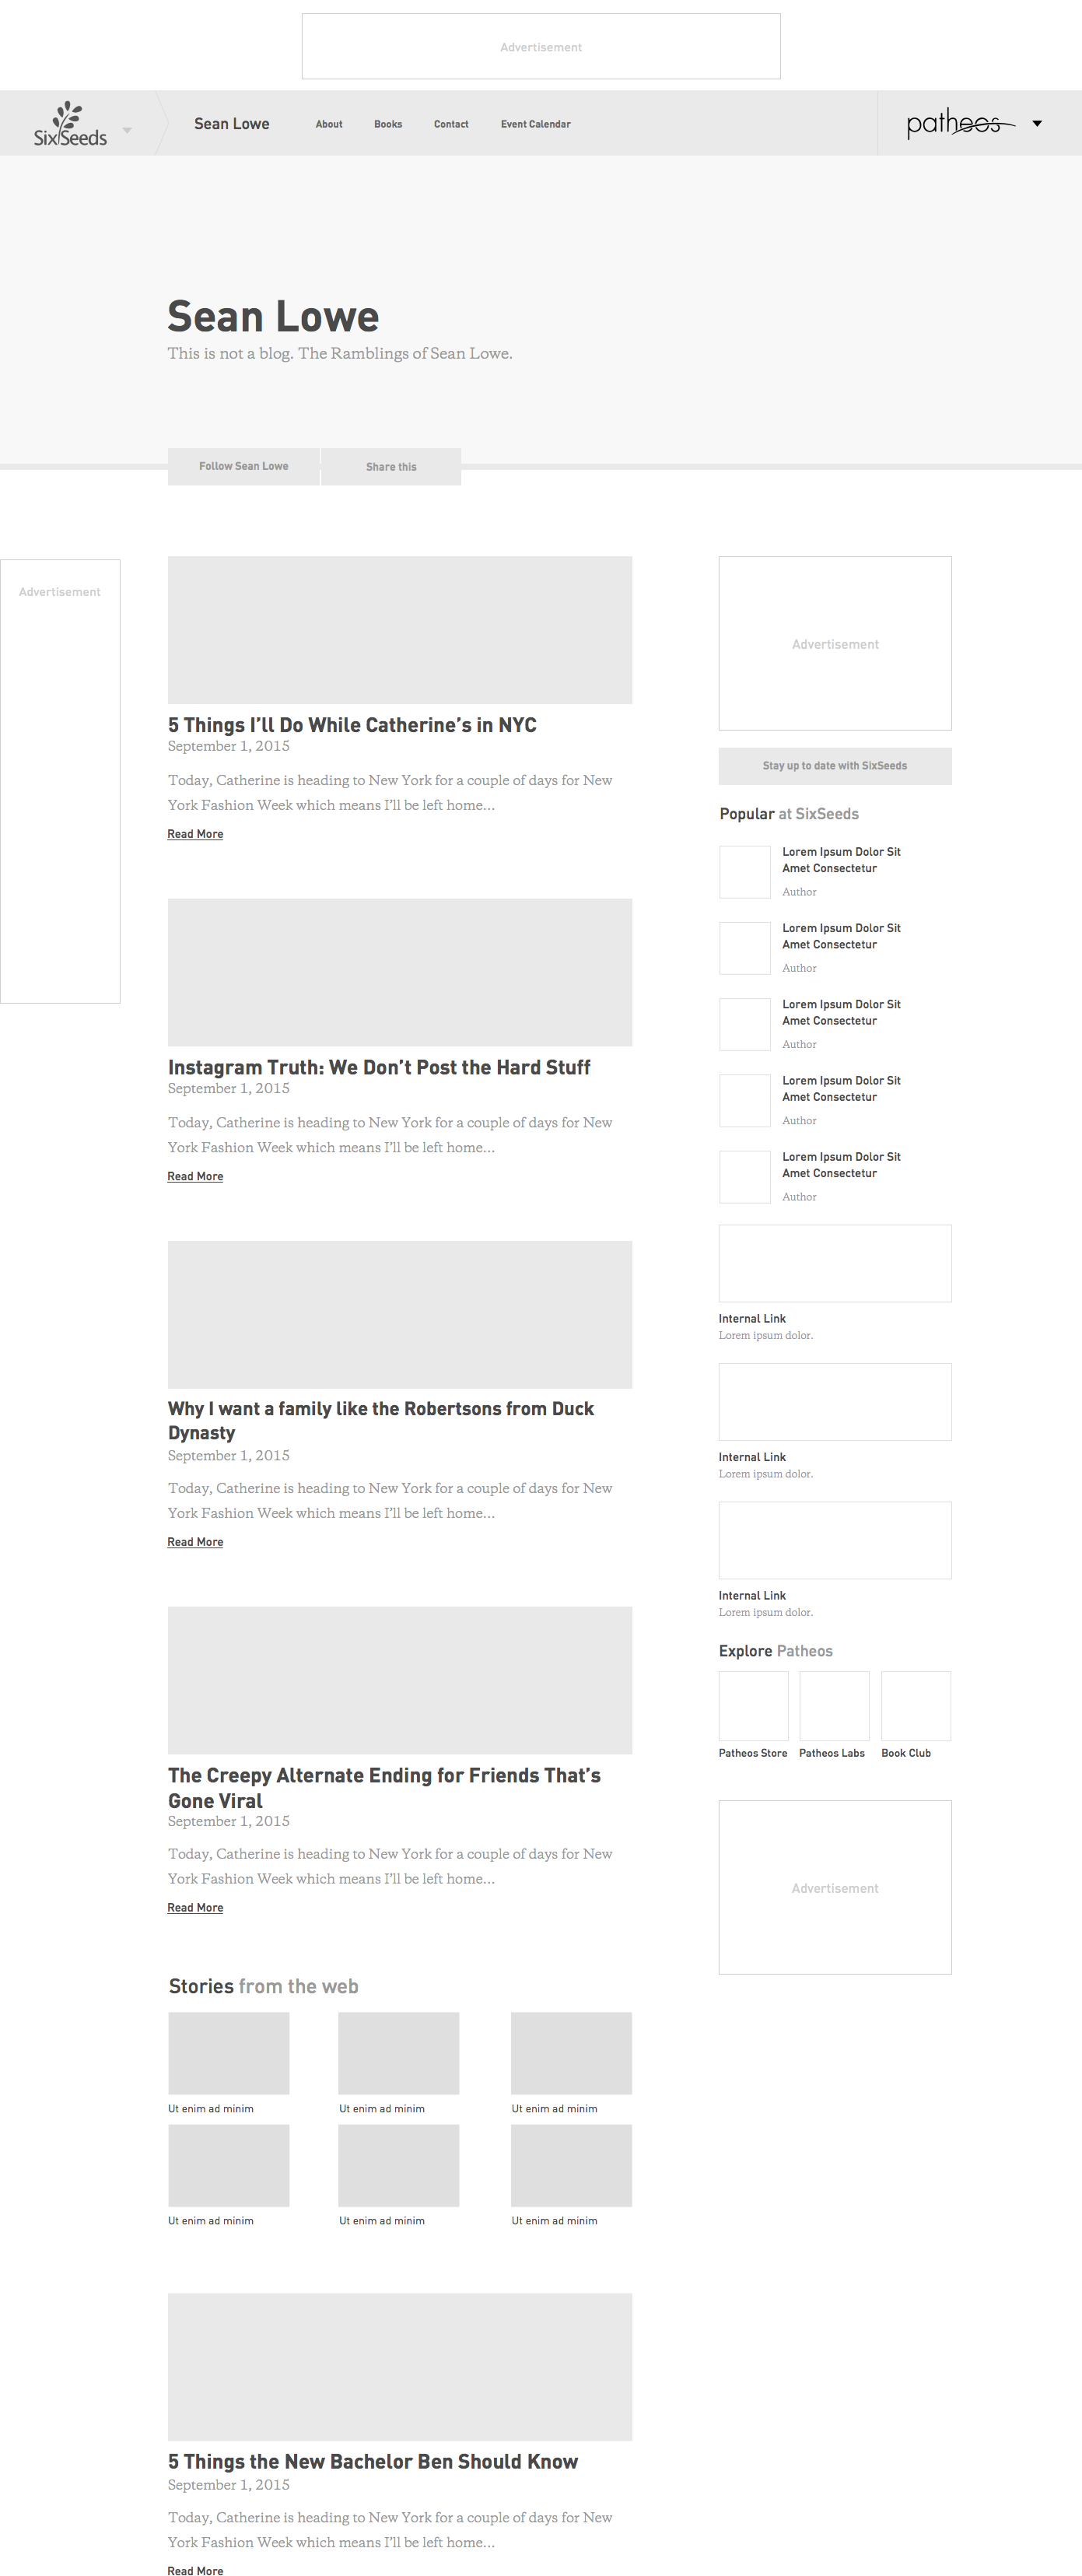 Advertisement
SixSeeds
Sean Lowe
About
Books
Contact
Event Calendar
patheos
Sean Lowe
This is not a blog. The Ramblings of Sean Lowe.
Follow Sean Lowe
Share this
Advertisement
5 Things I’ll Do While Catherine’s in NYC
September 1, 2015
Today, Catherine is heading to New York for a couple of days for New
York Fashion Week which means I’ll be left home...
Read More
Instagram Truth: We Don’t Post the Hard Stuff
September 1, 2015
Today, Catherine is heading to New York for a couple of days for New
York Fashion Week which means I’ll be left home...
Read More
Why I want a family like the Robertsons from Duck
Dynasty
September 1, 2015
Today, Catherine is heading to New York for a couple of days for New
York Fashion Week which means I’ll be left home...
Read More
The Creepy Alternate Ending for Friends That’s
Gone Viral
September 1, 2015
Today, Catherine is heading to New York for a couple of days for New
York Fashion Week which means I’ll be left home...
Read More
Stories from the web
Ut enim ad minim
Ut enim ad minim
Ut enim ad minim
Ut enim ad minim
Ut enim ad minim
Ut enim ad minim
5 Things the New Bachelor Ben Should Know
September 1, 2015
Today, Catherine is heading to New York for a couple of days for New
York Fashion Week which means I’ll be left home...
Read More
Advertisement
Stay up to date with SixSeeds
Popular at SixSeeds
Lorem Ipsum Dolor Sit
Amet Consectetur
Author
Lorem Ipsum Dolor Sit
Amet Consectetur
Author
Lorem Ipsum Dolor Sit
Amet Consectetur
Author
Lorem Ipsum Dolor Sit
Amet Consectetur
Author
Lorem Ipsum Dolor Sit
Amet Consectetur
Author
Internal Link
Lorem ipsum dolor.
Internal Link
Lorem ipsum dolor.
Internal Link
Lorem ipsum dolor.
Explore Patheos
Patheos Store
Patheos Labs
Book Club
Advertisement